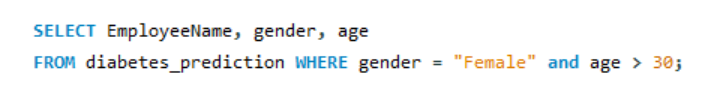 SELECT EmployeeName, gender, age
FROM diabetes_prediction WHERE gender = "Female" and age > 30;